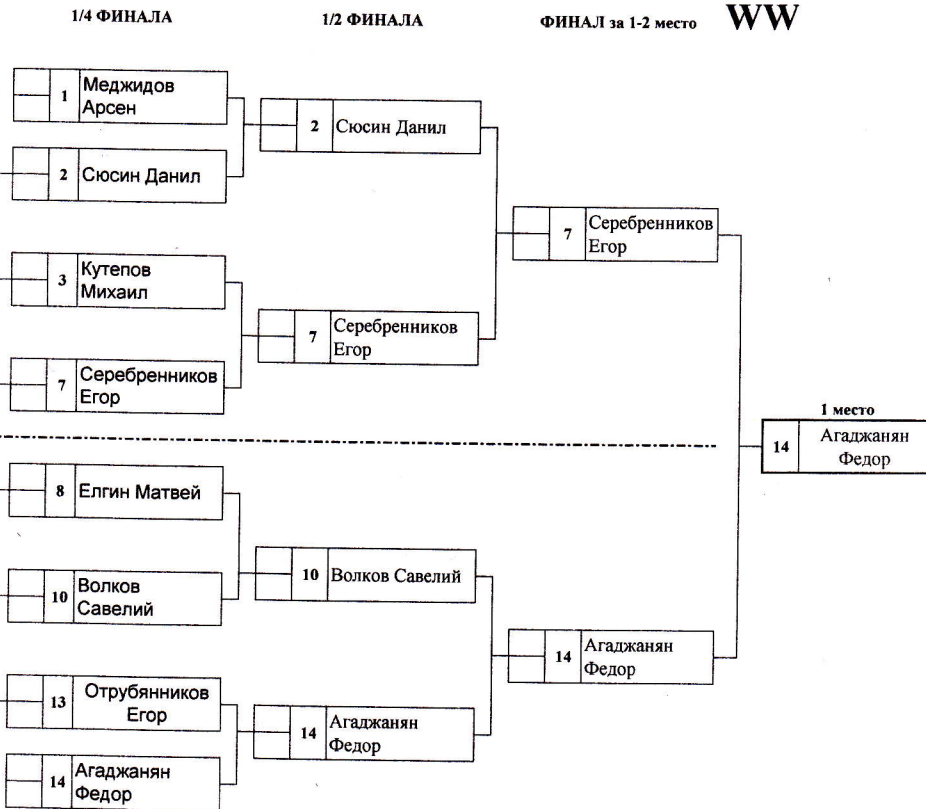 1/4 ФИНАЛА
1/2 ФИНАЛА
ФИНАЛ за 1-2 место
WW
1
Меджидов
Арсен
2
Сюсин Данил
3
Кутепов
Михаил
7
Серебренников
Егор
8
Елгин Матвей
10
Волков
Савелий
13
Отрубянников
Егор
14
Агаджанян
Федор
2
Сюсин Данил
7
Серебренников
Егор
10
Волков Савелий
14
Агаджанян
Федор
7
Серебренников
Егор
14
Агаджанян
Федор
1 место
14
Агаджанян
Федор